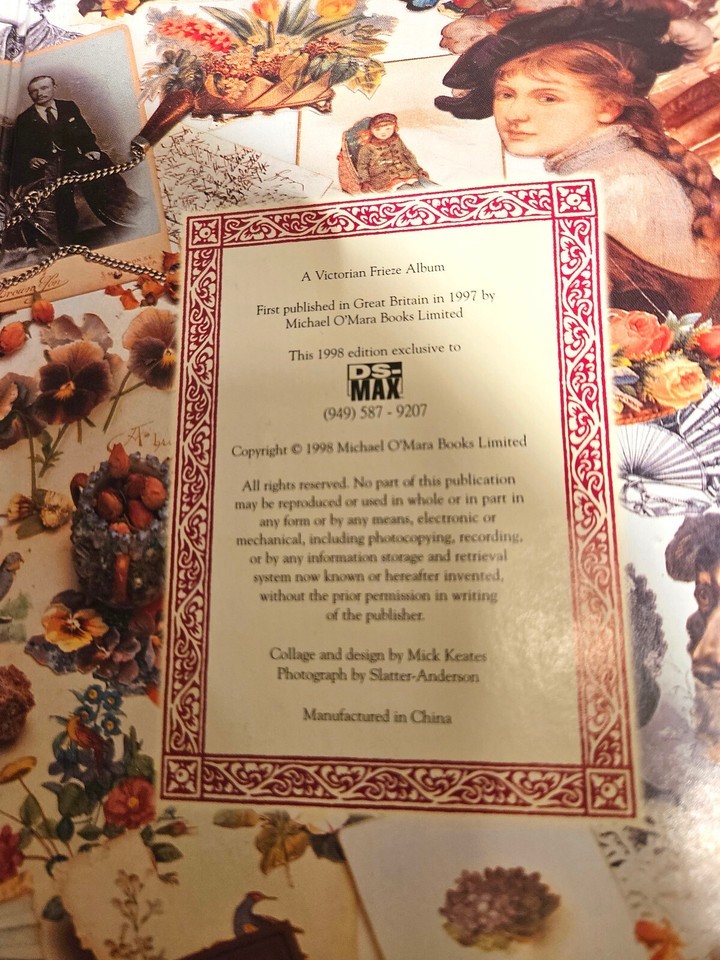 A Victorian Frieze Album
First published in Great Britain in 1997 by
Michael O'Mara Books Limited
This 1998 edition exclusive to
DS-
MAX
(949) 587 - 9207
Copyright © 1998 Michael O'Mara Books Limited
All rights reserved. No part of this publication
may be reproduced or used in whole or in part in
any form or by any means, electronic or
mechanical, including photocopying, recording,
or by any information storage and retrieval
system now known or hereafter invented,
without the prior permission in writing
of the publisher.
Collage and design by Mick Keates
Photograph by Slatter-Anderson
Manufactured in China